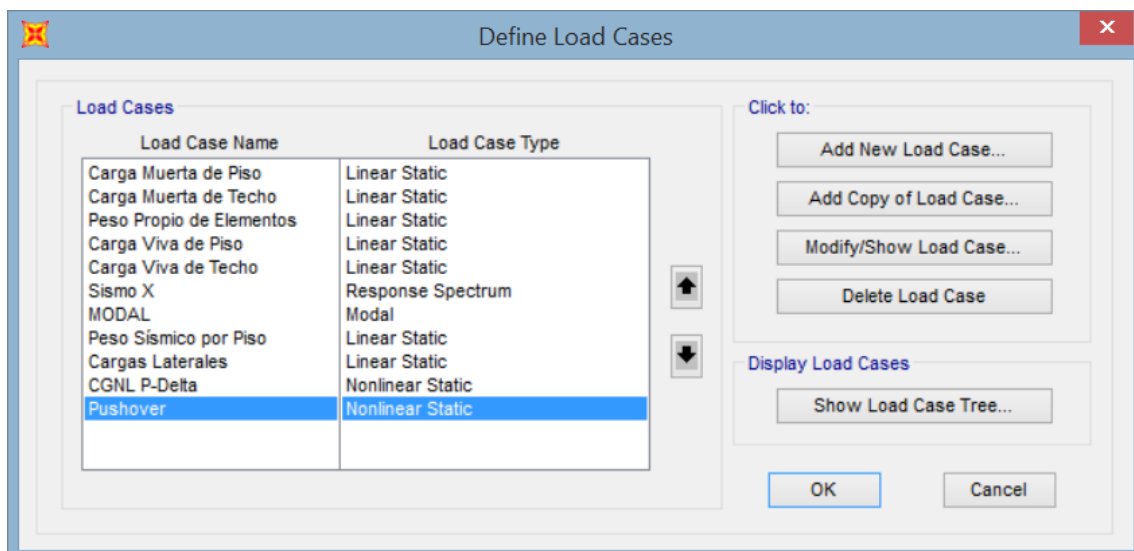 Define Load Cases
Load Cases
Load Case Name Load Case Type
Carga Muerta de Piso Linear Static
Carga Muerta de Techo Linear Static
Peso Propio de Elementos Linear Static
Carga Viva de Piso Linear Static
Carga Viva de Techo Linear Static
Sismo X Response Spectrum
MODAL Modal
Peso Sísmico por Piso Linear Static
Cargas Laterales Linear Static
CGNL P-Delta Nonlinear Static
Pushover Nonlinear Static
Click to:
Add New Load Case...
Add Copy of Load Case...
Modify/Show Load Case...
Delete Load Case
Display Load Cases
Show Load Case Tree...
OK Cancel